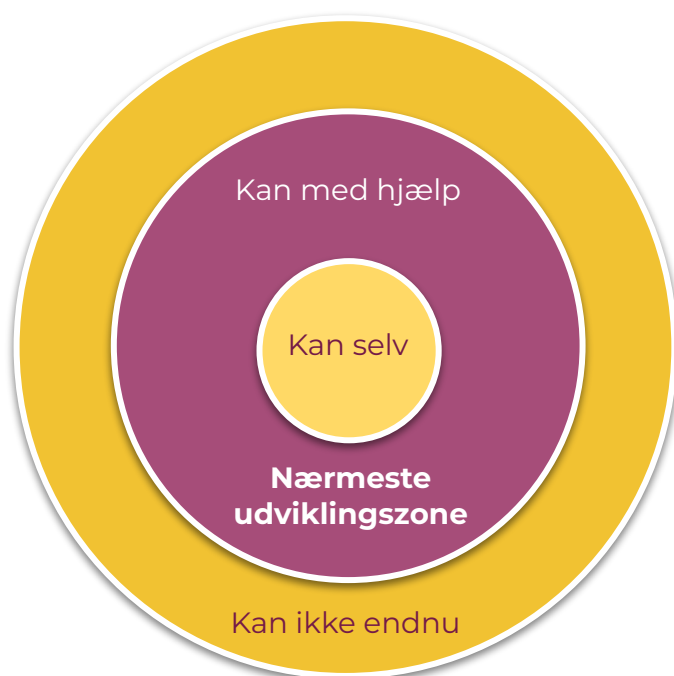 Kan med hjælp
Kan selv
Nærmeste
udviklingszone
Kan ikke endnu